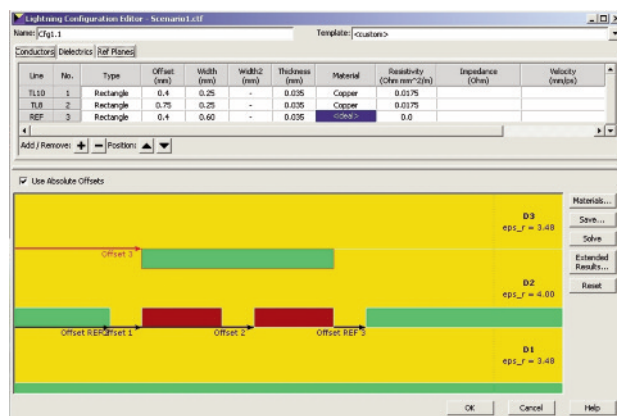 Lightning Configuration Editor - Scenario1.ctf
Name: Cfg1.1 Template: <custom>
Conductors Dielectrics Ref Planes
Line No. Type Offset (mm) Width (mm) Width2 (mm) Thickness (mm) Material Resistivity (Ohm mm^2/m) Impedance (Ohm) Velocity (mm/ps)
TL10 1 Rectangle 0.4 0.25 - 0.035 Copper 0.0175
TL8 2 Rectangle 0.75 0.25 - 0.035 Copper 0.0175
REF 3 Rectangle 0.4 0.60 - 0.035 <ideal> 0.0
Add / Remove: Position:
Use Absolute Offsets
Materials...
Save...
Solve
Extended Results...
Reset
D3
eps_r = 3.48
Offset 3
D2
eps_r = 4.00
Offset REF Offset 1 Offset 2 Offset REF 3
D1
eps_r = 3.48
OK Cancel Help